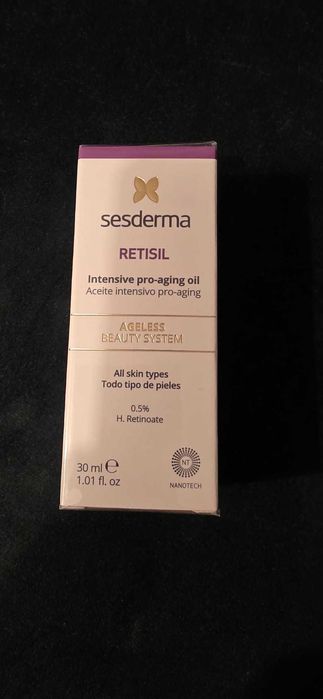 sesderma
RETISIL
Intensive pro-aging oil
Aceite intensivo pro-aging
AGELESS
BEAUTY SYSTEM
All skin types
Todo tipo de pieles
0.5%
H. Retinoate
30 ml ℮
1.01 fl. oz
NT
NANOTECH